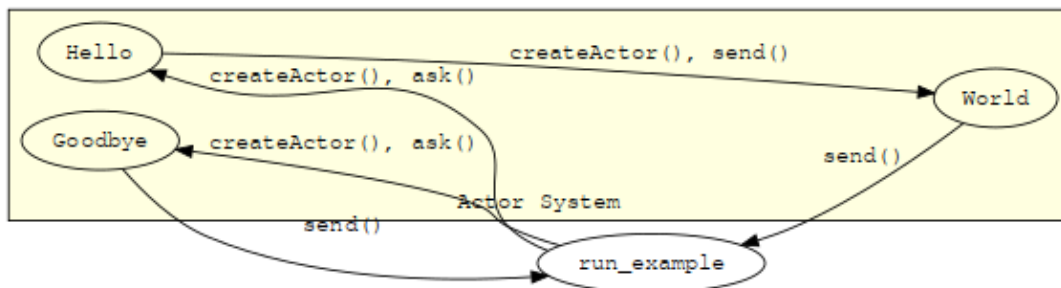 Hello
createActor(), send()
createActor(), ask()
World
Goodbye
createActor(), ask()
send()
Actor System
send()
run_example